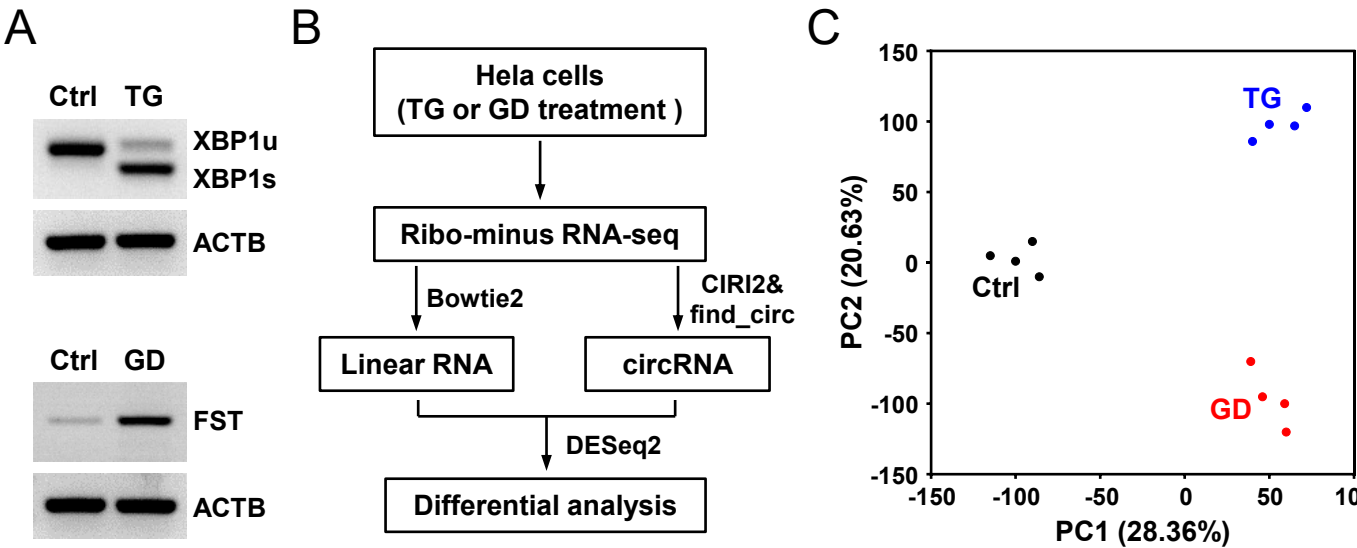 A
Ctrl TG
XBP1u
XBP1s
ACTB
Ctrl GD
FST
ACTB
B
Hela cells
(TG or GD treatment )
Ribo-minus RNA-seq
Bowtie2
CIRI2&
find_circ
Linear RNA
circRNA
DESeq2
Differential analysis
C
PC2 (20.63%)
150
100
50
0
-50
-100
-150
TG
Ctrl
GD
-150 -100 -50 0 50 10
PC1 (28.36%)